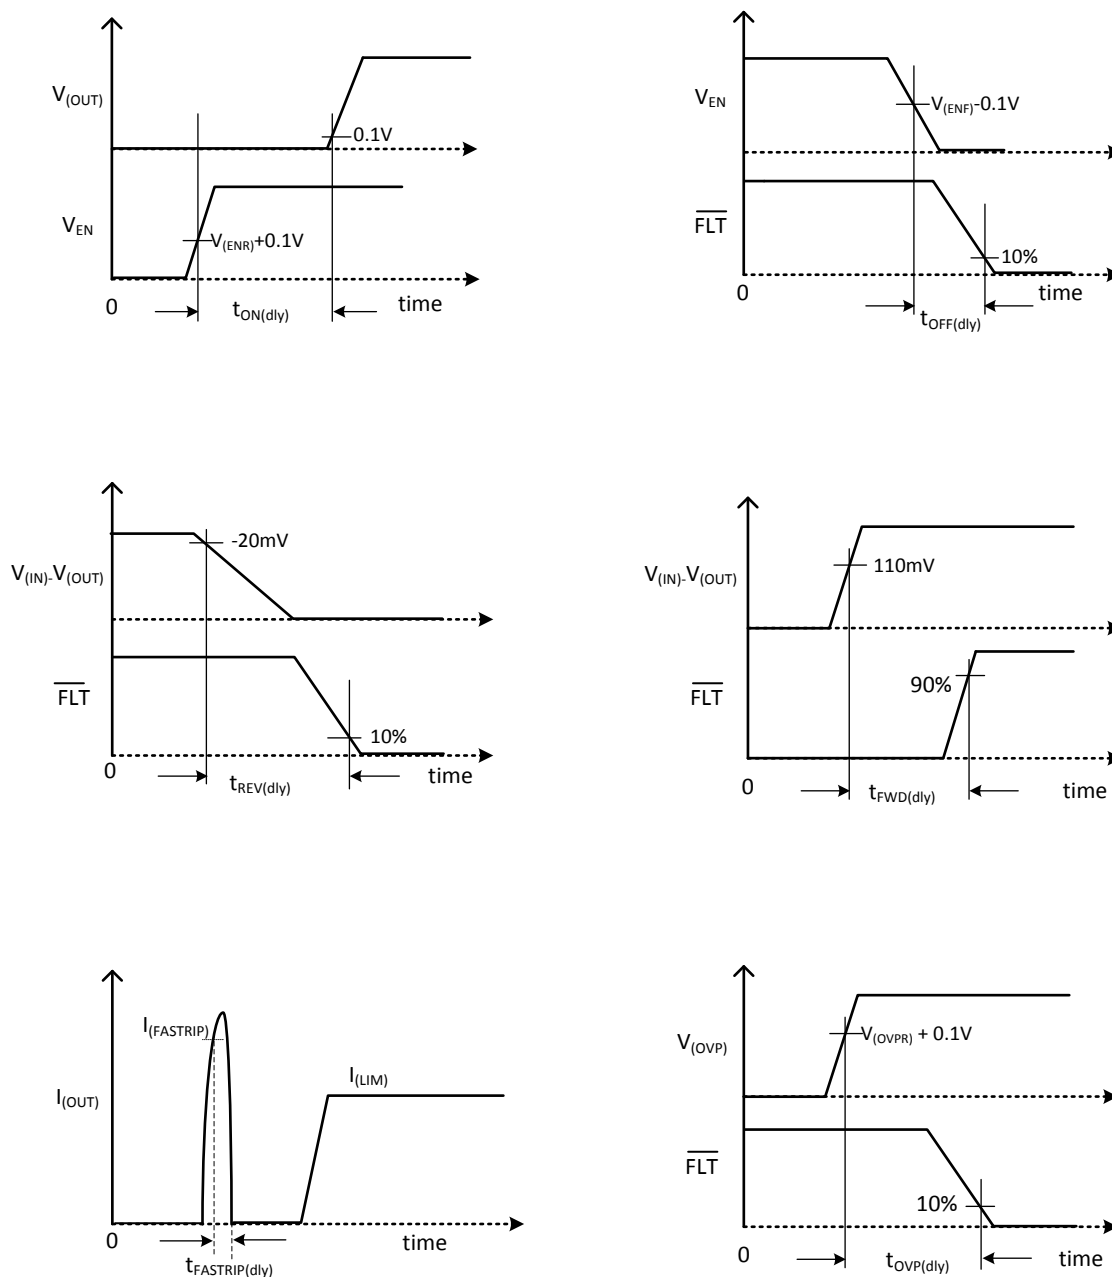 V(OUT)
0.1V
VEN
V(ENR)+0.1V
0
tON(dly)
time
VEN
V(ENF)-0.1V
FLT
10%
0
time
tOFF(dly)
-20mV
V(IN)-V(OUT)
FLT
10%
0
tREV(dly)
time
110mV
V(IN)-V(OUT)
FLT
90%
0
tFWD(dly)
time
I(FASTRIP)
I(LIM)
I(OUT)
0
time
tFASTRIP(dly)
V(OVPR) + 0.1V
V(OVP)
FLT
10%
0
tOVP(dly)
time